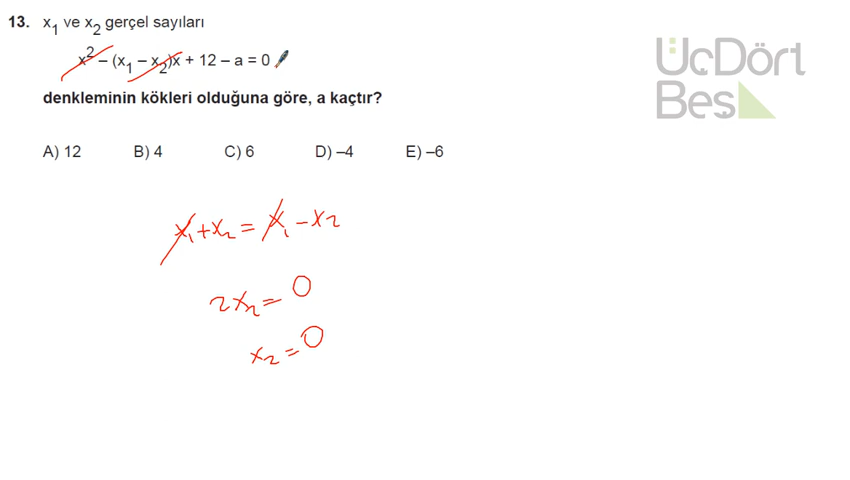 13. x₁ ve x₂ gerçel sayıları
x² – (x₁ – x₂)x + 12 – a = 0
denkleminin kökleri olduğuna göre, a kaçtır?
A) 12 B) 4 C) 6 D) –4 E) –6
x₁ + x₂ = x₁ – x₂
2x₂ = 0
x₂ = 0
ÜçDört
Beş